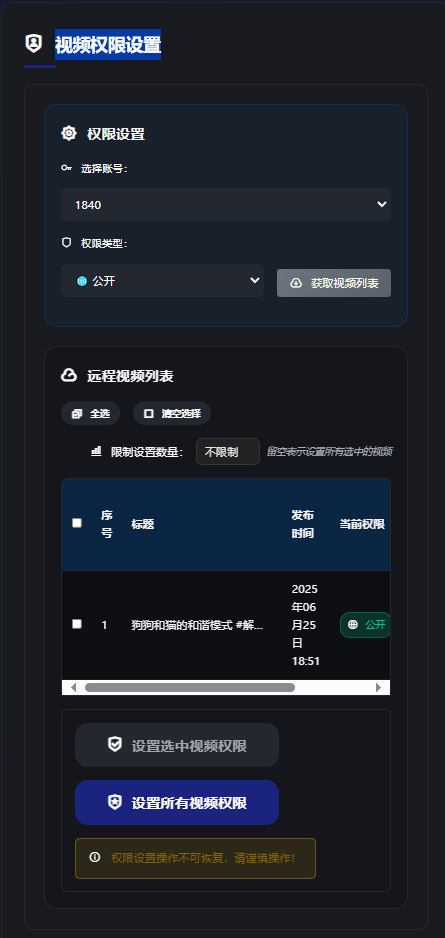 视频权限设置
权限设置
选择账号:
1840
权限类型:
公开
获取视频列表
远程视频列表
全选
清空选择
限制设置数量: 不限制 留空表示设置所有选中的视频
序号 标题 发布时间 当前权限
1 狗狗和猫的和谐模式 #解... 2025年06月25日 18:51 公开
设置选中视频权限
设置所有视频权限
权限设置操作不可恢复，请谨慎操作!